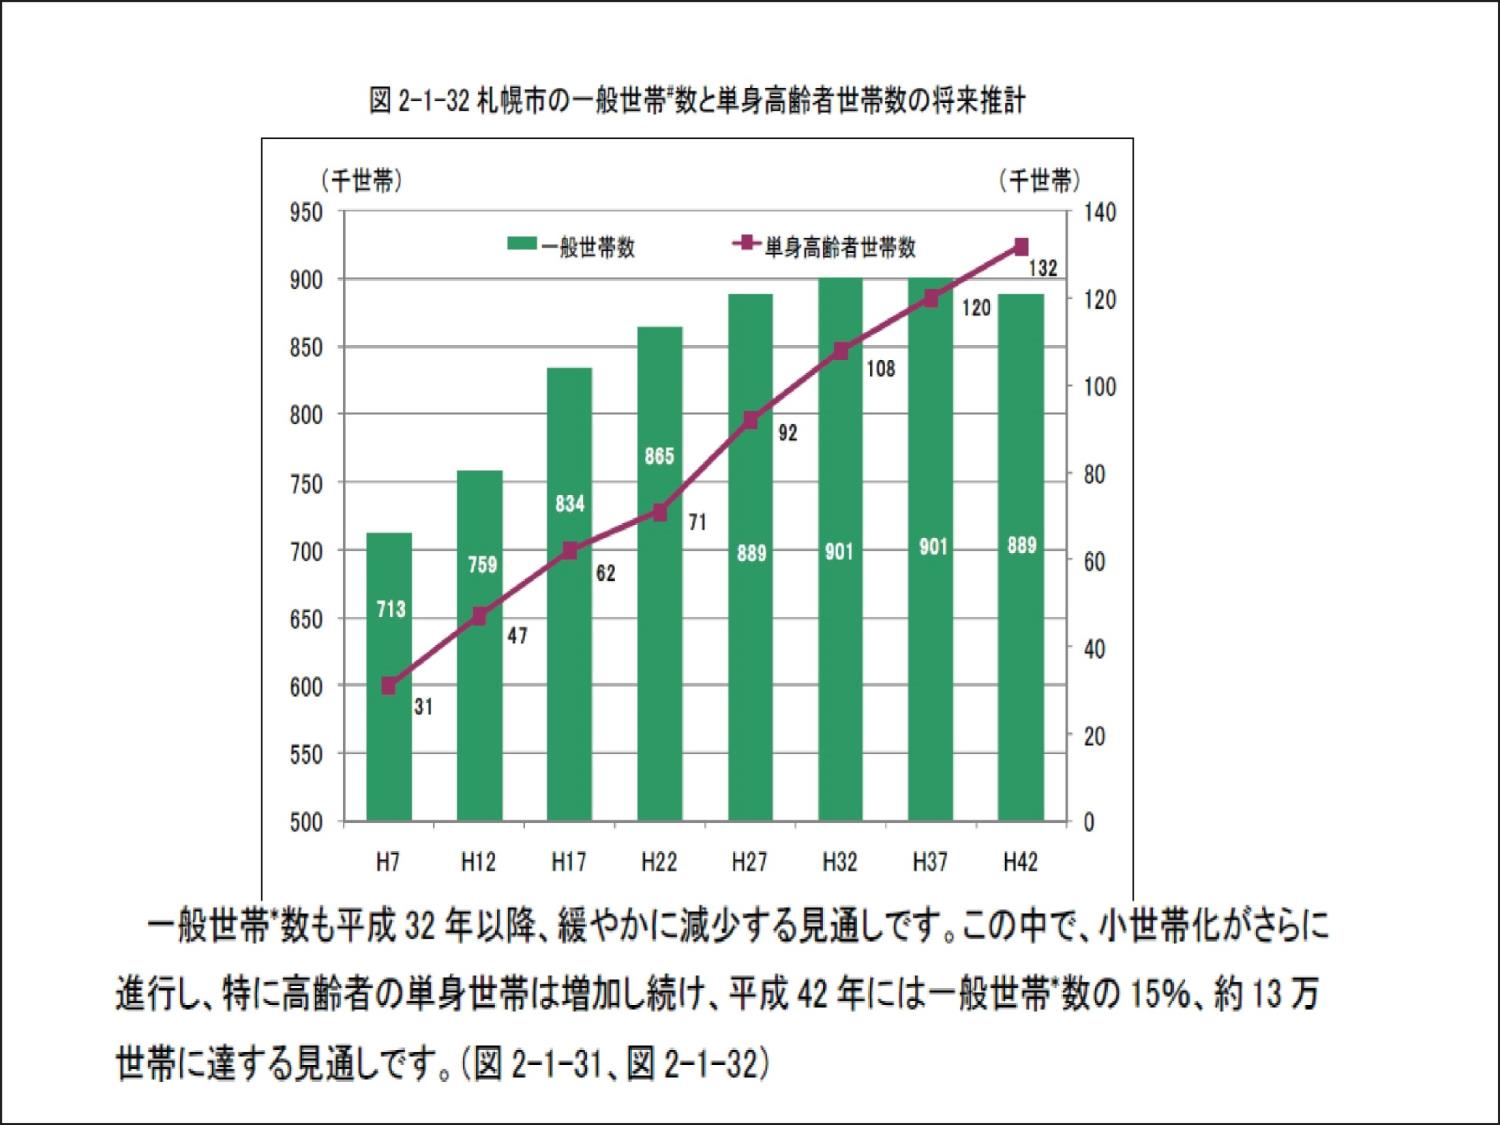 図 2-1-32 札幌市の一般世帯#数と単身高齢者世帯数の将来推計
（千世帯） （千世帯）
950 140
一般世帯数 単身高齢者世帯数
132
900
120 120
850
108
100
800
92
865 80
750
834 71
700 759 889 901 901 889
62 60
713
650
47 40
600
31
20
550
500 0
H7 H12 H17 H22 H27 H32 H37 H42
一般世帯*数も平成 32 年以降、緩やかに減少する見通しです。この中で、小世帯化がさらに
進行し、特に高齢者の単身世帯は増加し続け、平成 42 年には一般世帯*数の 15%、約 13 万
世帯に達する見通しです。（図 2-1-31、図 2-1-32）